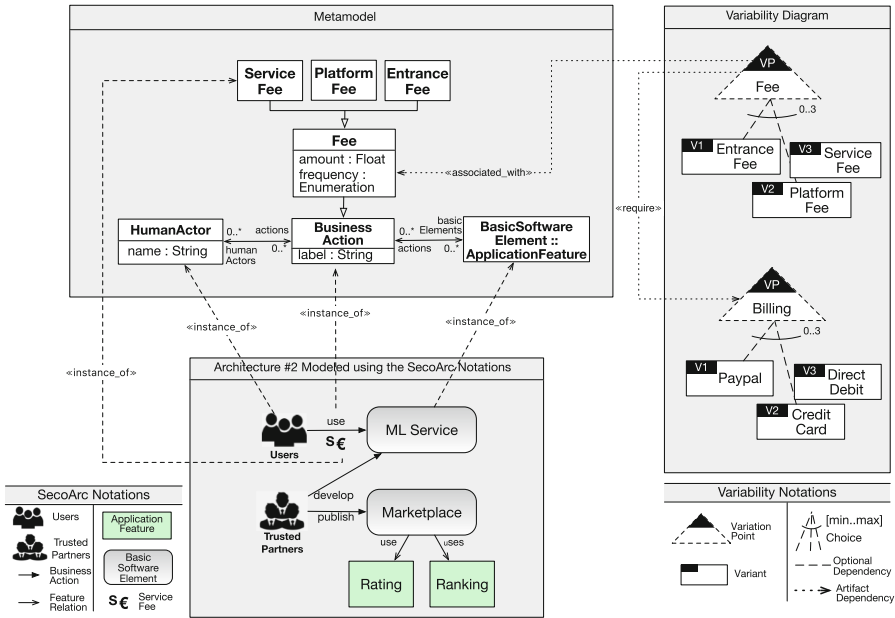 Metamodel
Service
Fee
Platform
Fee
Entrance
Fee
Fee
amount : Float
frequency :
Enumeration
«associated_with»
HumanActor
name : String
0..*
actions
human
Actors
0..*
Business
Action
label : String
0..*
basic
Elements
actions
0..*
BasicSoftware
Element ::
ApplicationFeature
«instance_of»
«instance_of»
«instance_of»
«instance_of»
Variability Diagram
VP
Fee
0..3
V1
Entrance
Fee
V3
Service
Fee
V2
Platform
Fee
«require»
VP
Billing
0..3
V1
Paypal
V3
Direct
Debit
V2
Credit
Card
Architecture #2 Modeled using the SecoArc Notations
Users
use
S€
ML Service
Trusted
Partners
develop
publish
Marketplace
use
uses
Rating
Ranking
SecoArc Notations
Users
Trusted
Partners
Business
Action
Feature
Relation
Application
Feature
Basic
Software
Element
S€
Service
Fee
Variability Notations
Variation
Point
Variant
[min..max]
Choice
Optional
Dependency
Artifact
Dependency